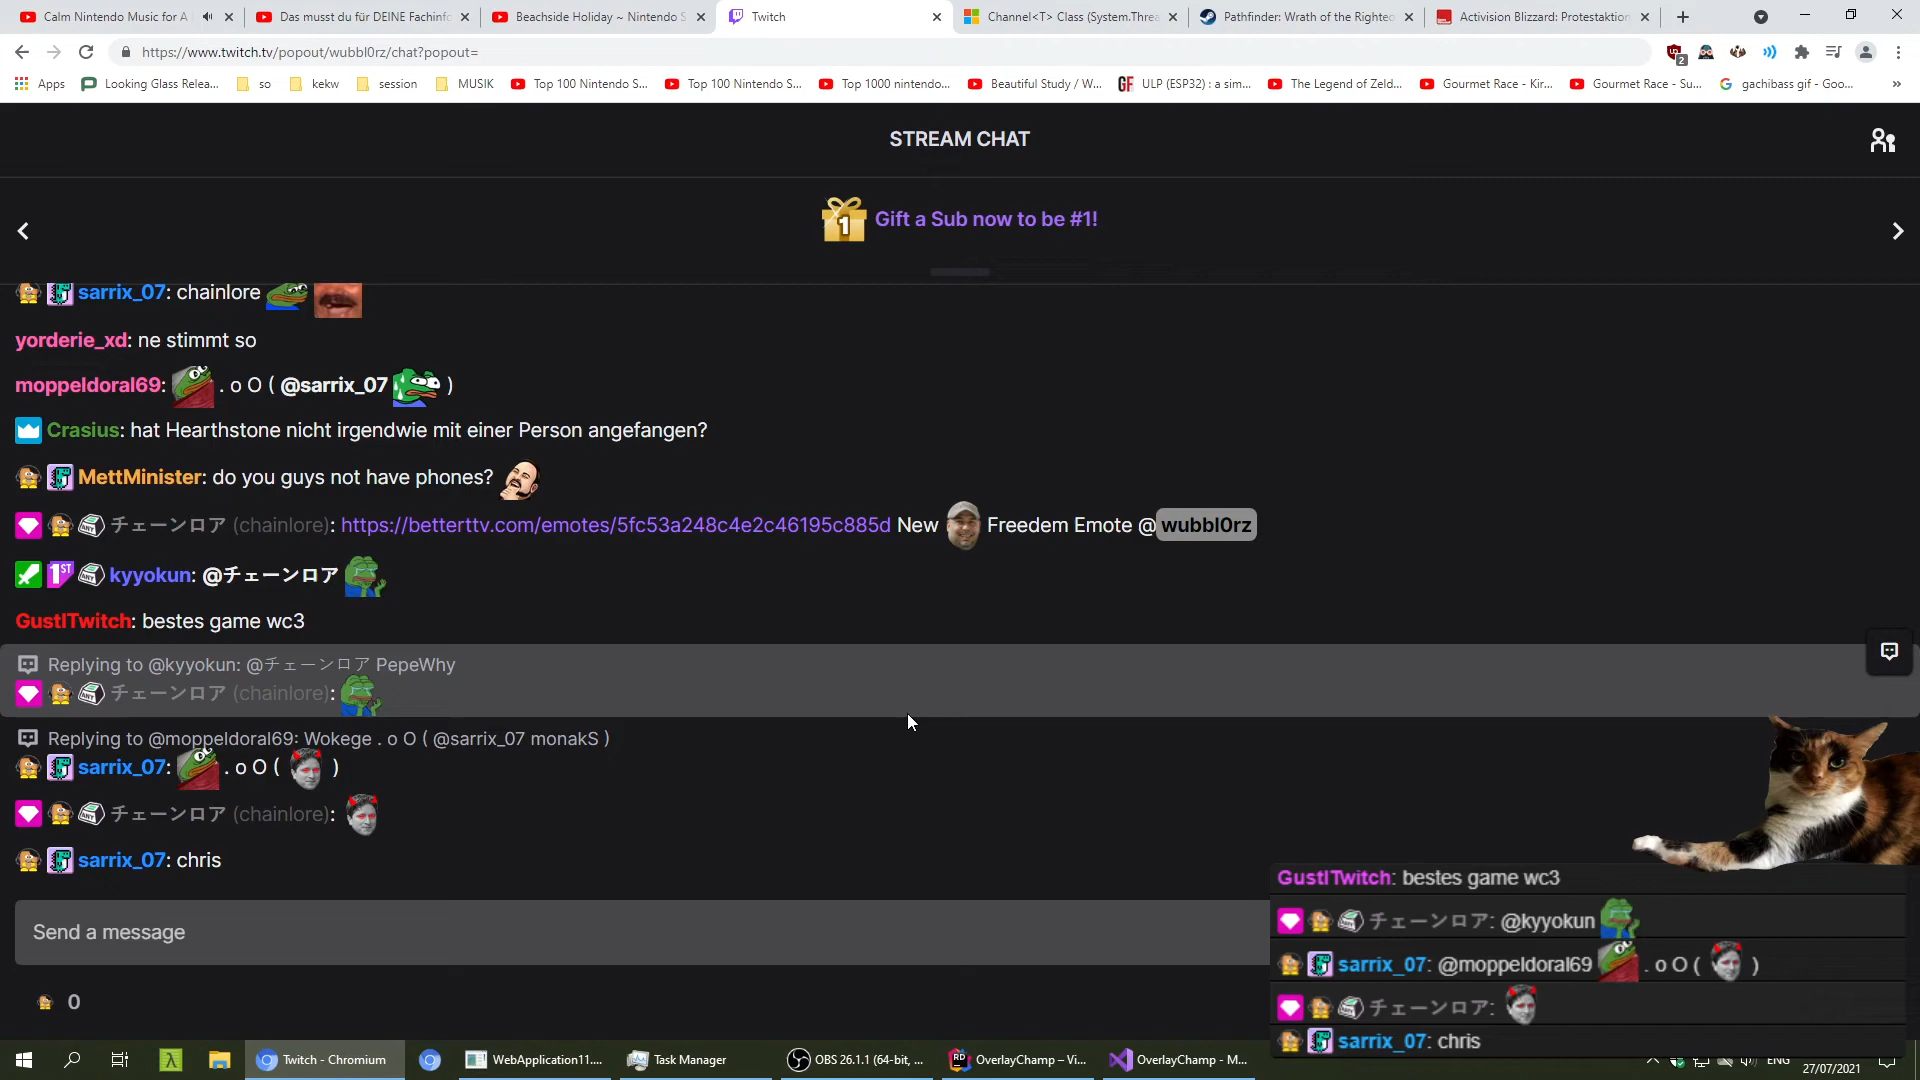 Calm Nintendo Music for A
Das musst du für DEINE Fachinfo
Beachside Holiday ~ Nintendo S
Twitch
Channel<T> Class (System.Threa
Pathfinder: Wrath of the Righteo
Activision Blizzard: Protestaktion
https://www.twitch.tv/popout/wubbl0rz/chat?popout=
2
Apps
Looking Glass Relea...
so
kekw
session
MUSIK
Top 100 Nintendo S...
Top 100 Nintendo S...
Top 1000 nintendo...
Beautiful Study / W...
GF
ULP (ESP32) : a sim...
The Legend of Zeld...
Gourmet Race - Kir...
Gourmet Race - Su...
gachibass gif - Goo...
»
STREAM CHAT
1
Gift a Sub now to be #1!
sarrix_07: chainlore
yorderie_xd: ne stimmt so
moppeldoral69: . o O ( @sarrix_07 )
Crasius: hat Hearthstone nicht irgendwie mit einer Person angefangen?
MettMinister: do you guys not have phones?
チェーンロア (chainlore): https://betterttv.com/emotes/5fc53a248c4e2c46195c885d New Freedem Emote @wubbl0rz
1ST kyyokun: @チェーンロア
GustITwitch: bestes game wc3
Replying to @kyyokun: @チェーンロア PepeWhy
チェーンロア (chainlore):
Replying to @moppeldoral69: Wokege . o O ( @sarrix_07 monakS )
sarrix_07: . o O ( )
チェーンロア (chainlore):
sarrix_07: chris
Send a message
0
GustITwitch: bestes game wc3
チェーンロア: @kyyokun
sarrix_07: @moppeldoral69 . o O ( )
チェーンロア:
sarrix_07: chris
Twitch - Chromium
WebApplication11....
Task Manager
OBS 26.1.1 (64-bit, ...
RD
OverlayChamp – Vi...
OverlayChamp - M...
ENG
27/07/2021